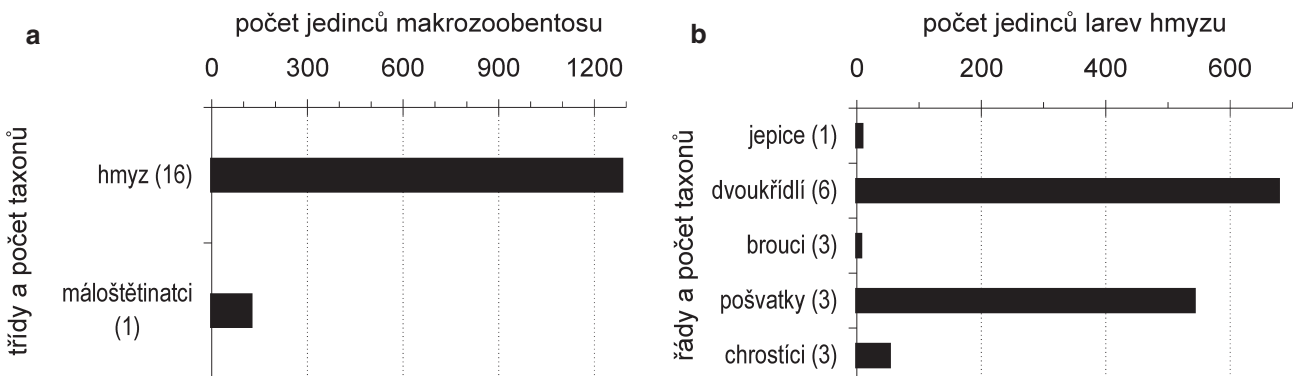 a
počet jedinců makrozoobentosu
0 300 600 900 1200
třídy a počet taxonů
hmyz (16)
máloštětinatci
(1)
b
počet jedinců larev hmyzu
0 200 400 600
řády a počet taxonů
jepice (1)
dvoukřídlí (6)
brouci (3)
pošvatky (3)
chrostíci (3)